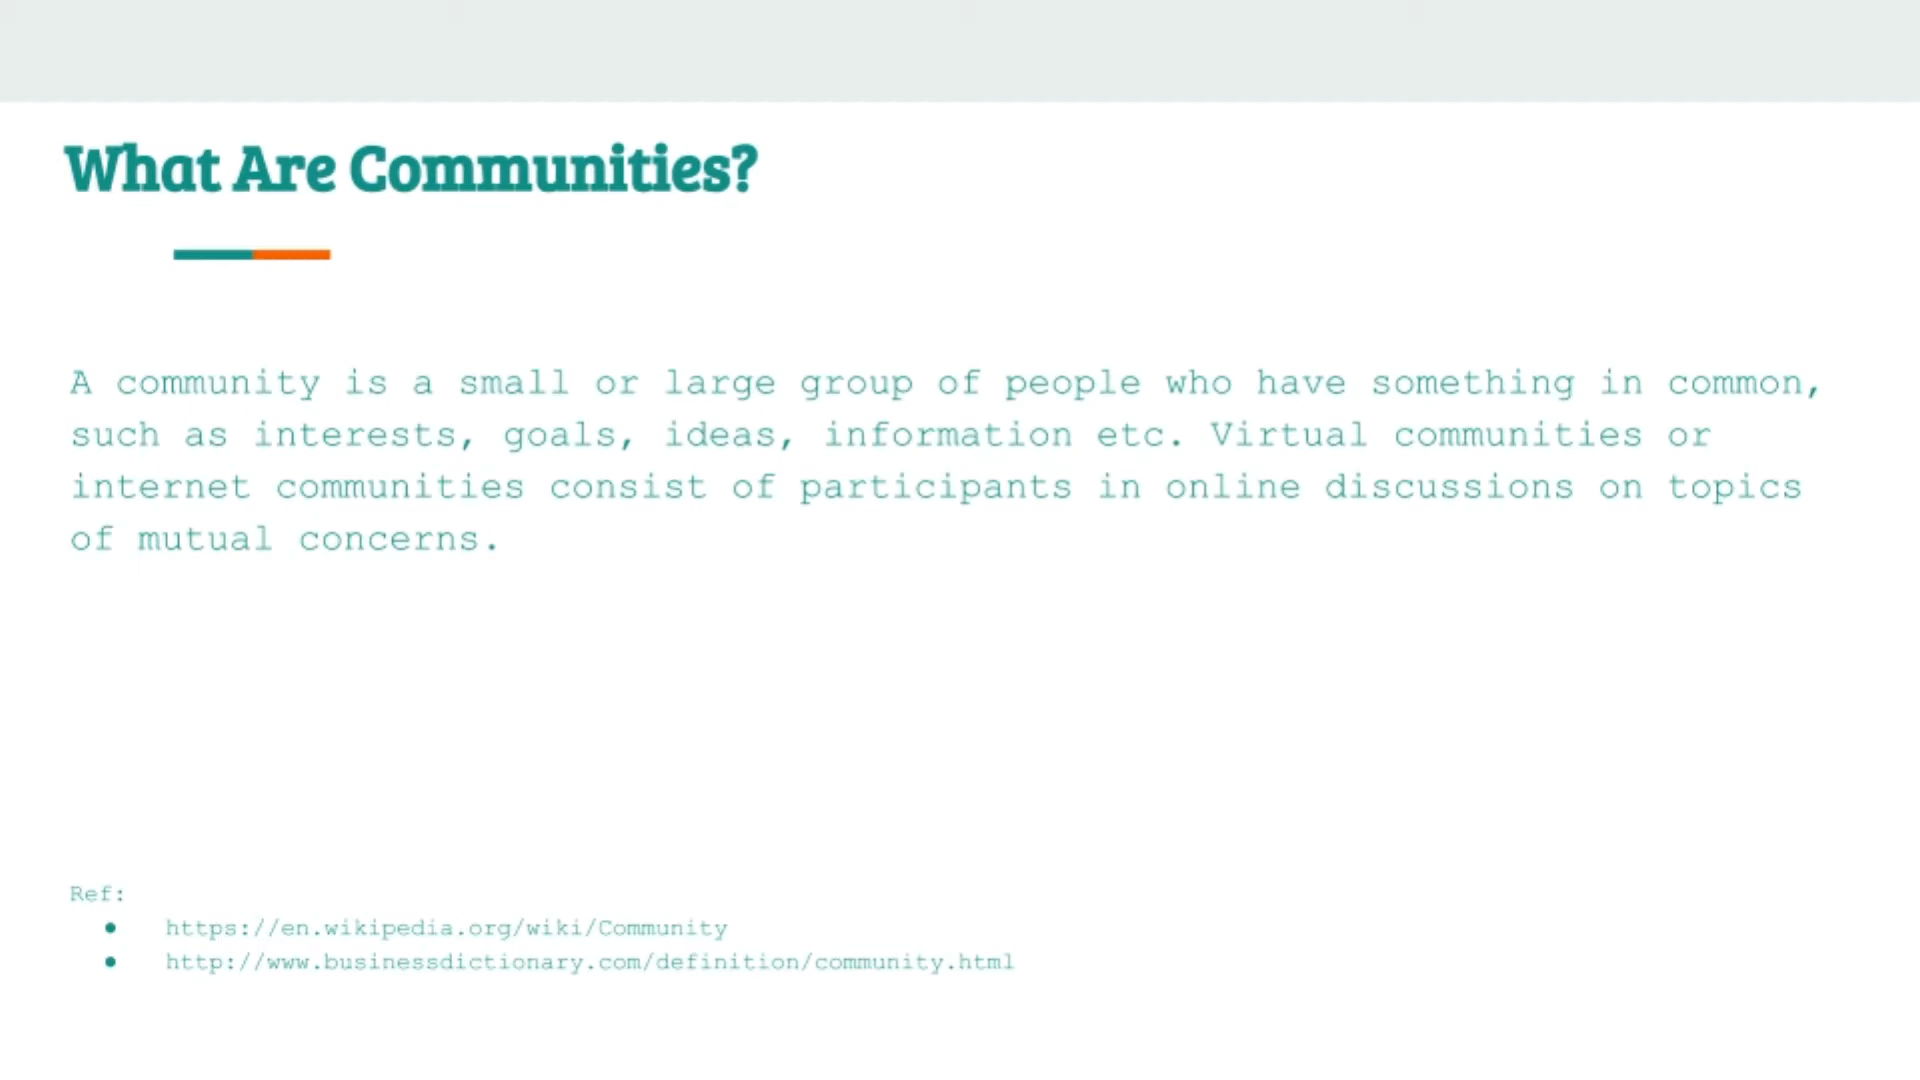 What Are Communities?
A community is a small or large group of people who have something in common,
such as interests, goals, ideas, information etc. Virtual communities or
internet communities consist of participants in online discussions on topics
of mutual concerns.
Ref:
● https://en.wikipedia.org/wiki/Community
● http://www.businessdictionary.com/definition/community.html